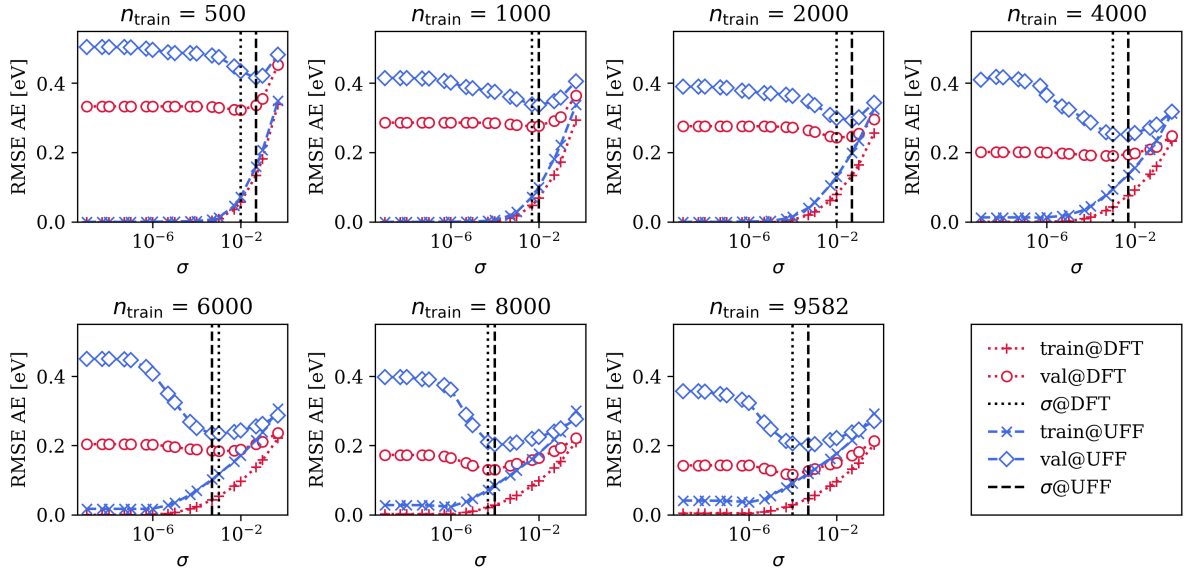 n_train = 500
n_train = 1000
n_train = 2000
n_train = 4000
RMSE AE [eV]
0.4
0.2
0.0
10⁻⁶
10⁻²
σ
RMSE AE [eV]
0.4
0.2
0.0
10⁻⁶
10⁻²
σ
RMSE AE [eV]
0.4
0.2
0.0
10⁻⁶
10⁻²
σ
RMSE AE [eV]
0.4
0.2
0.0
10⁻⁶
10⁻²
σ
n_train = 6000
n_train = 8000
n_train = 9582
RMSE AE [eV]
0.4
0.2
0.0
10⁻⁶
10⁻²
σ
RMSE AE [eV]
0.4
0.2
0.0
10⁻⁶
10⁻²
σ
RMSE AE [eV]
0.4
0.2
0.0
10⁻⁶
10⁻²
σ
train@DFT
val@DFT
σ@DFT
train@UFF
val@UFF
σ@UFF